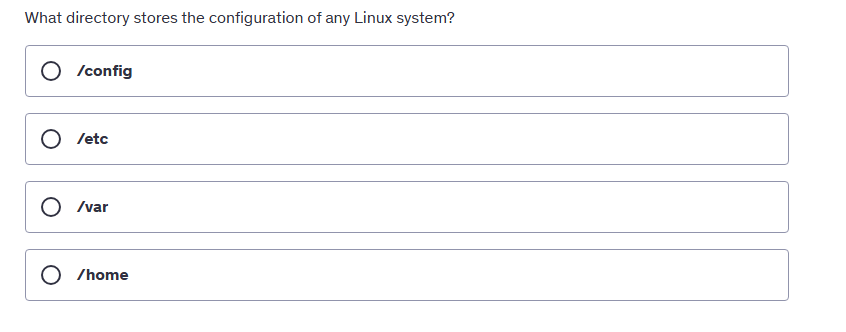 What directory stores the configuration of any Linux system?
/config
/etc
/var
/home